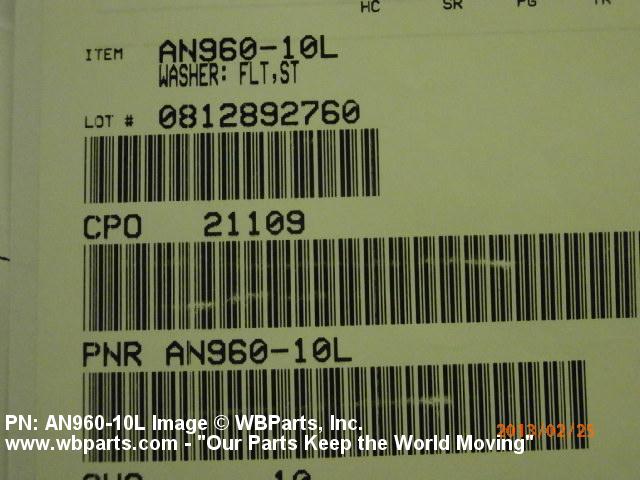 HC SR PG
ITEM AN960-10L
WASHER: FLT,ST
LOT # 0812892760
CPO 21109
PNR AN960-10L
PN: AN960-10L Image © WBParts, Inc.
2013/02/25
www.wbparts.com - "Our Parts Keep the World Moving"
10